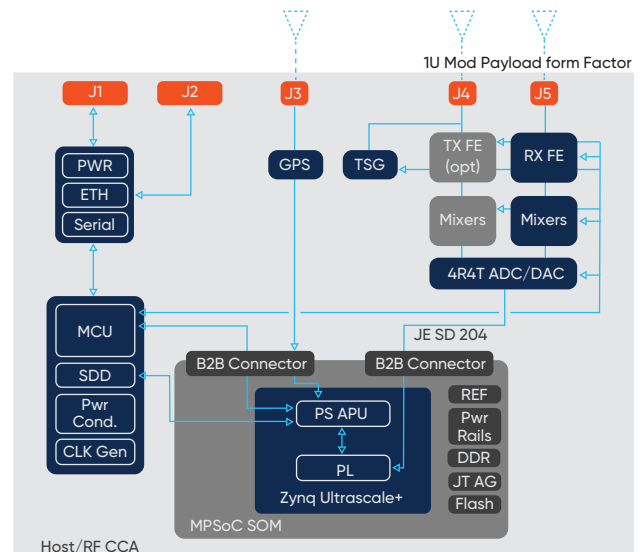 1U Mod Payload form Factor
J1
J2
J3
J4
J5
PWR
ETH
Serial
GPS
TSG
TX FE
(opt)
RX FE
Mixers
Mixers
4R4T ADC/DAC
MCU
SDD
Pwr
Cond.
CLK Gen
JE SD 204
B2B Connector
B2B Connector
PS APU
PL
Zynq Ultrascale+
REF
Pwr
Rails
DDR
JT AG
Flash
MPSoC SOM
Host/RF CCA